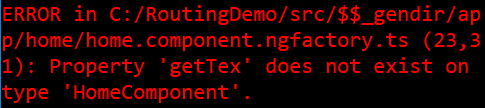 ERROR in C:/RoutingDemo/src/$$_gendir/ap
p/home/home.component.ngfactory.ts (23,3
1): Property 'getTex' does not exist on
type 'HomeComponent'.